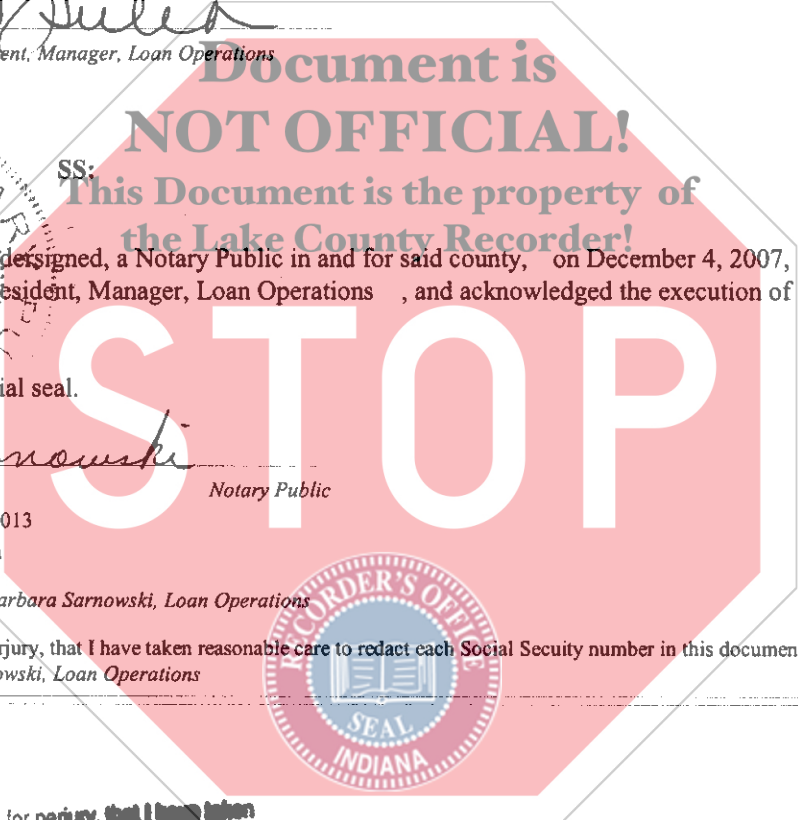 ent, Manager, Loan Operations
Document is
NOT OFFICIAL!
SS:
This Document is the property of
the Lake County Recorder!
dersigned, a Notary Public in and for said county, on December 4, 2007,
esident, Manager, Loan Operations , and acknowledged the execution of
STOP
ial seal.
nowski
Notary Public
013
arbara Sarnowski, Loan Operations
rjury, that I have taken reasonable care to redact each Social Secuity number in this documen
owski, Loan Operations
RECORDER'S OFFICE
SEAL
INDIANA
for perjury, that I have taken